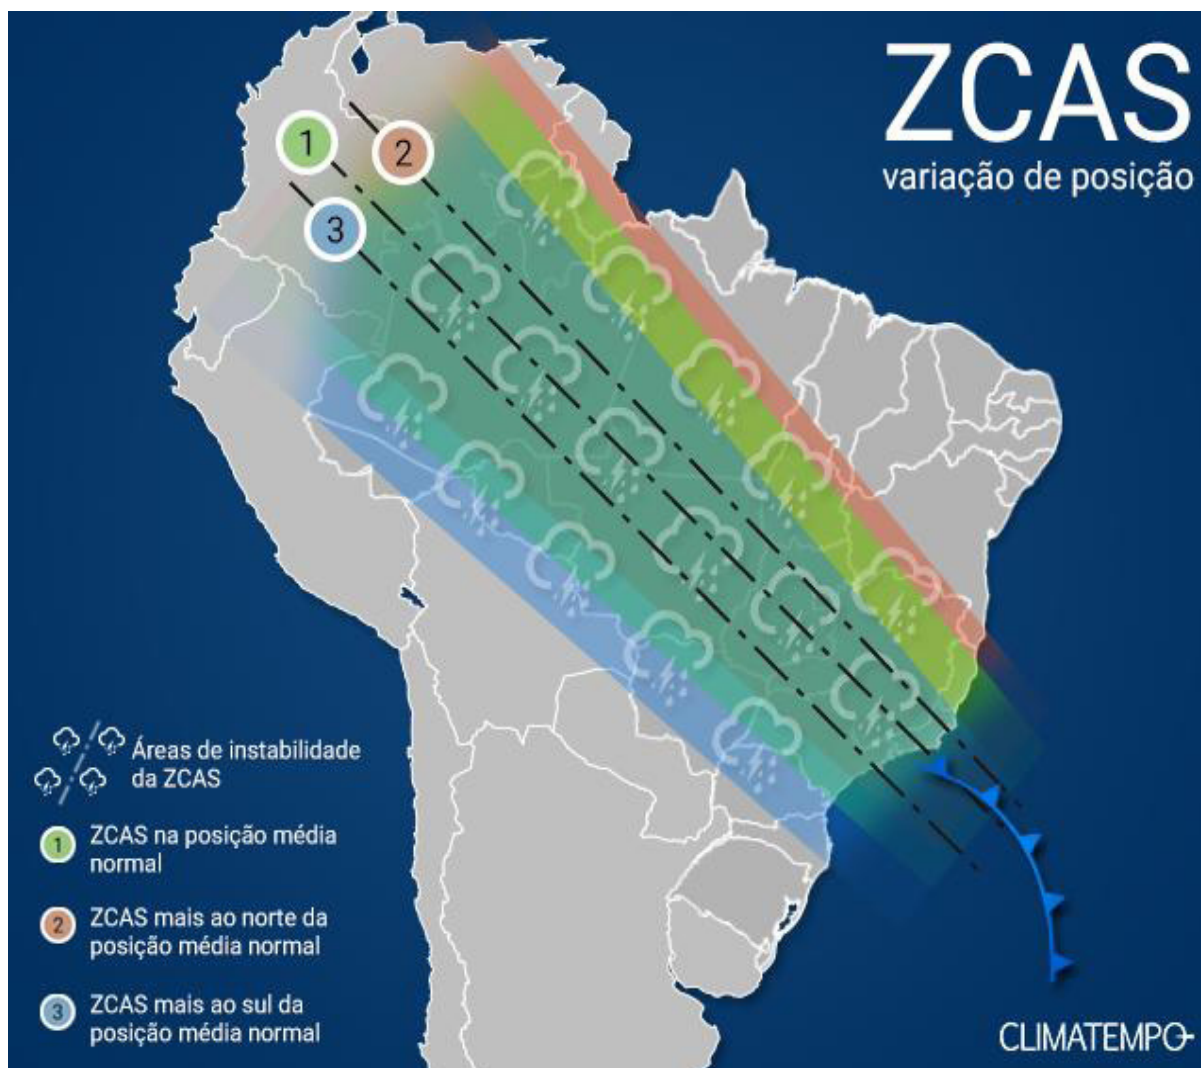 ZCAS
variação de posição
1
2
3
Áreas de instabilidade
da ZCAS
1
ZCAS na posição média
normal
2
ZCAS mais ao norte da
posição média normal
3
ZCAS mais ao sul da
posição média normal
CLIMATEMPO